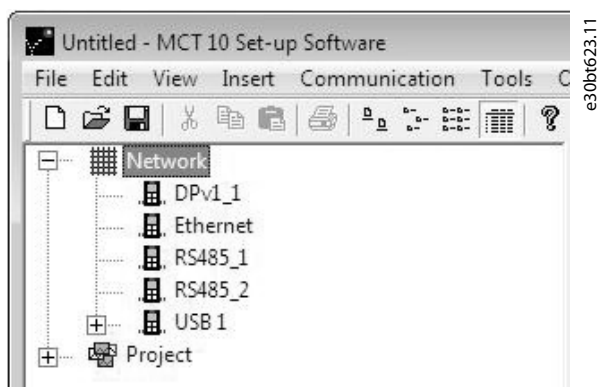 Untitled - MCT 10 Set-up Software
File Edit View Insert Communication Tools
Network
DPv1_1
Ethernet
RS485_1
RS485_2
USB 1
Project
e30bt623.11